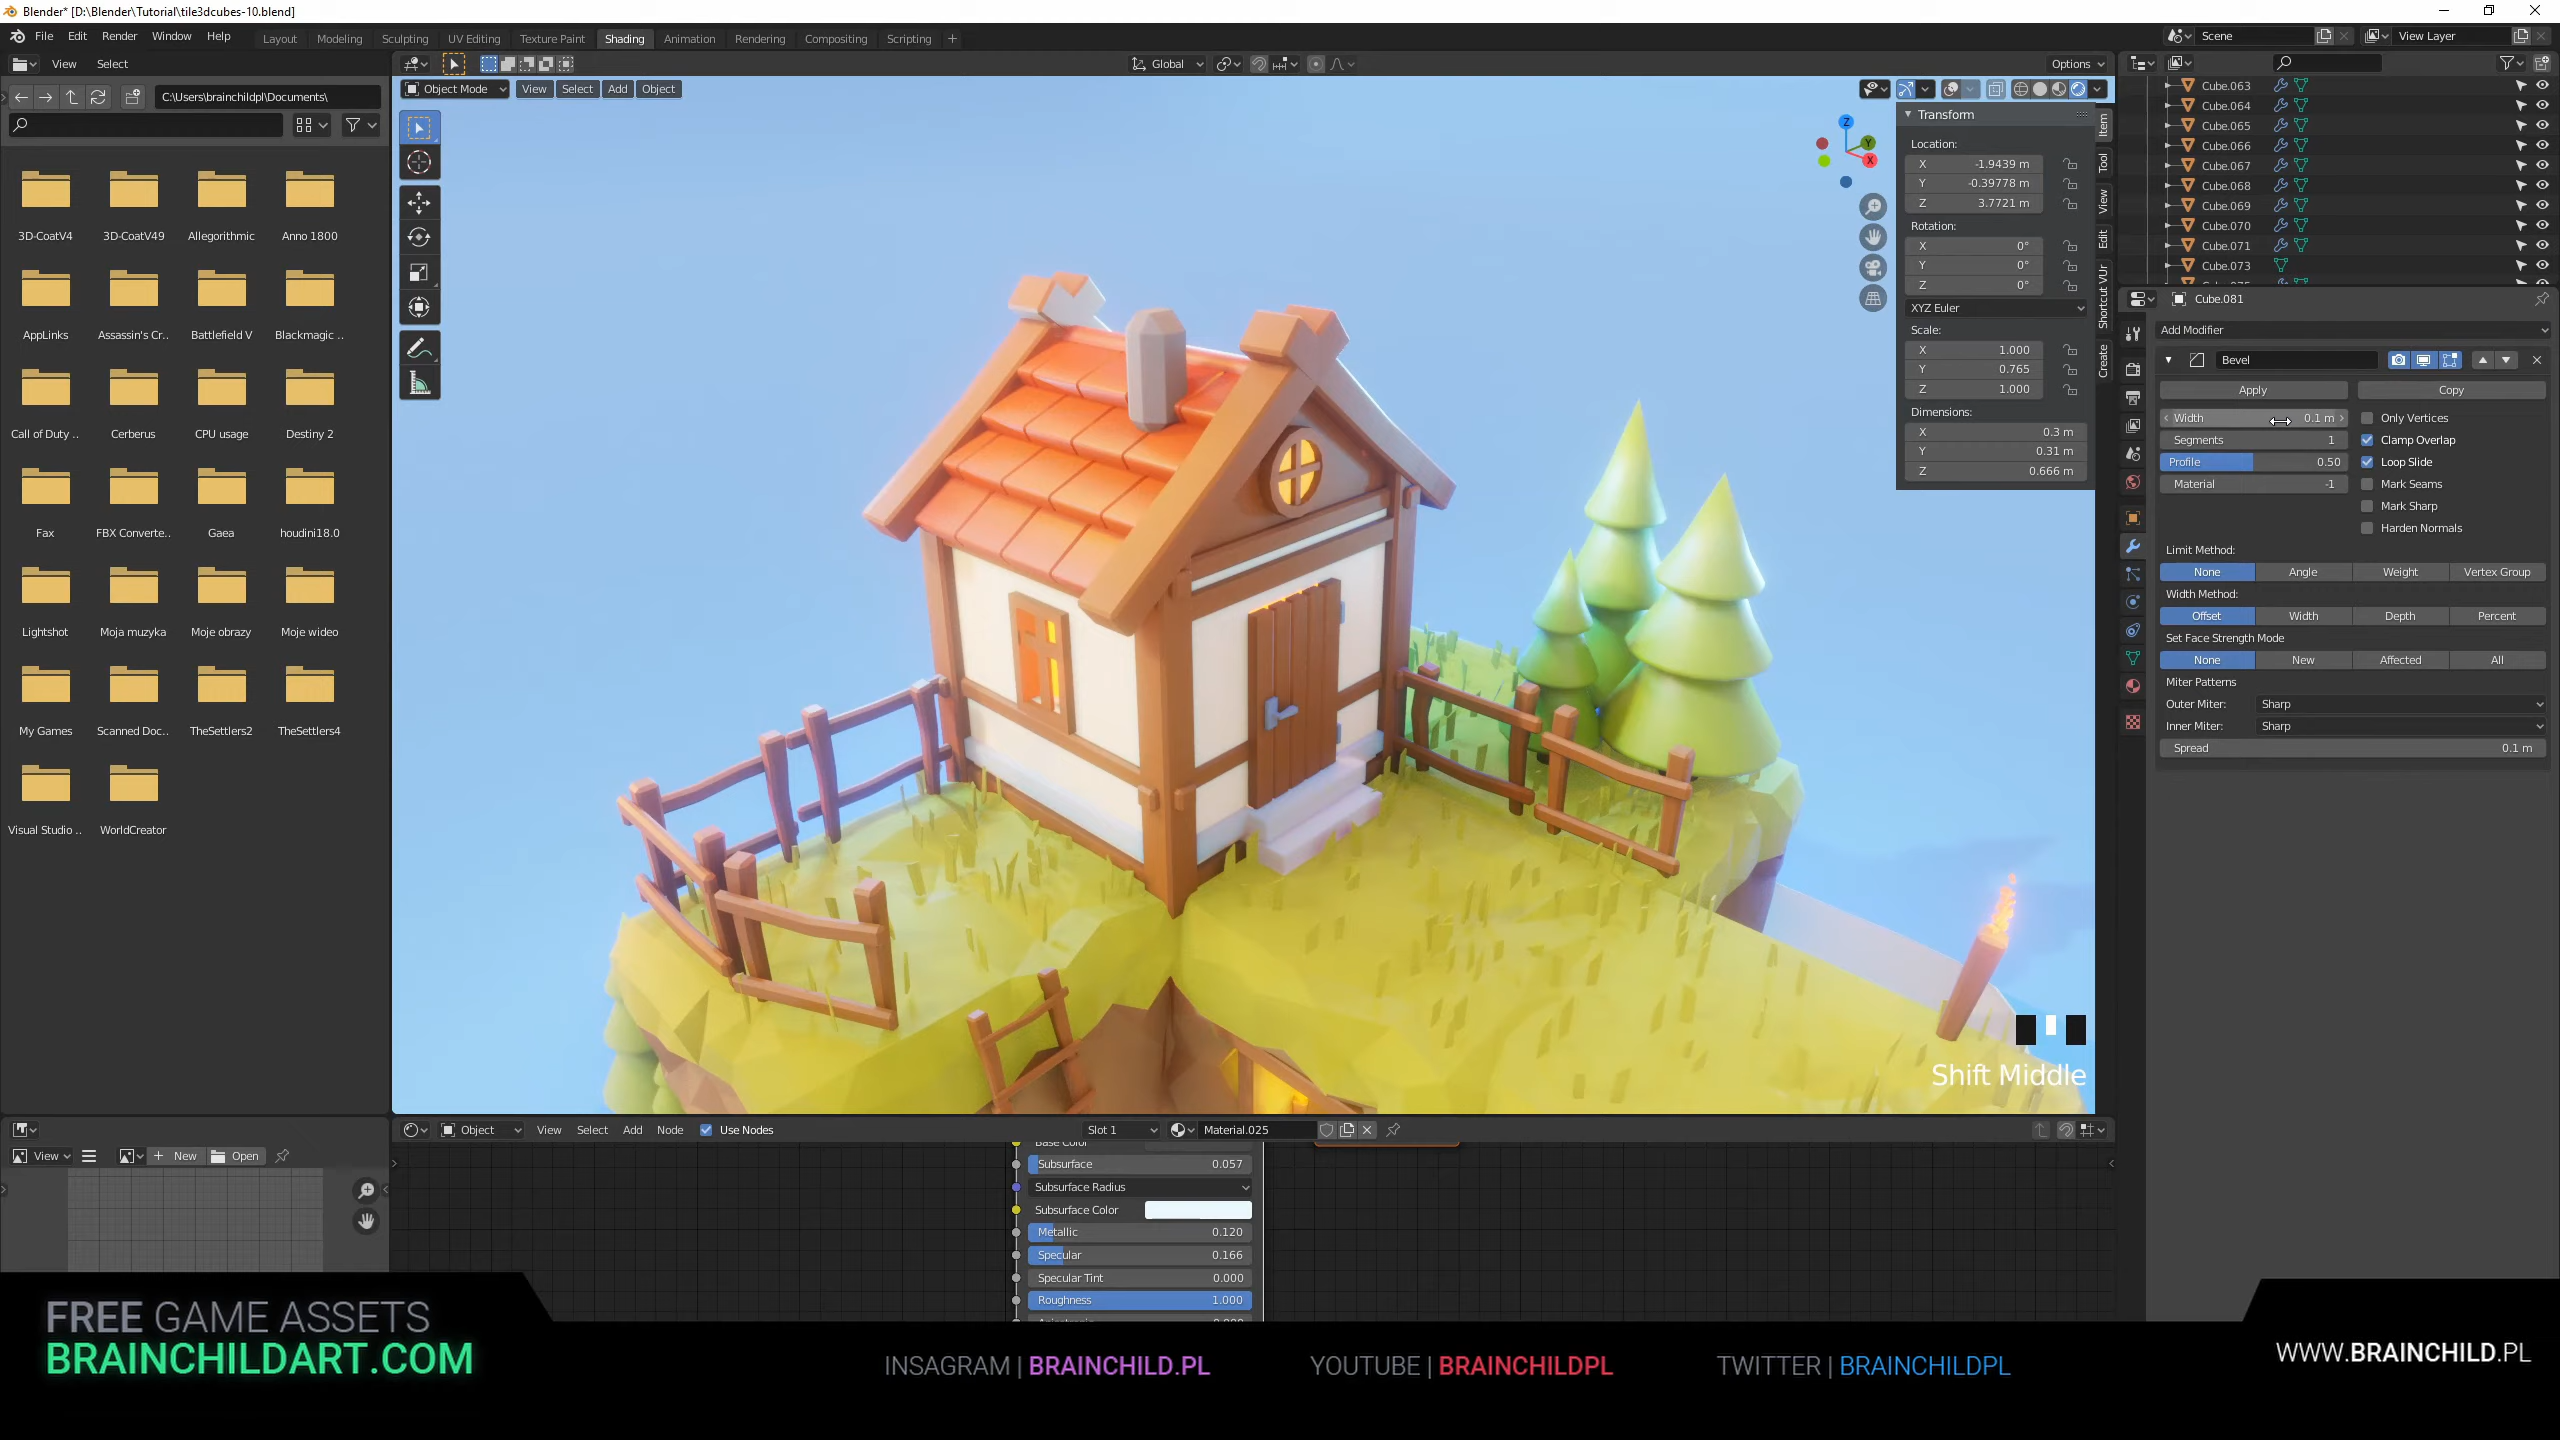 Blender* [D:\Blender\Tutorial\tile3dcubes-10.blend]
File Edit Render Window Help
Layout Modeling Sculpting UV Editing Texture Paint Shading Animation Rendering Compositing Scripting
Scene
View Layer
View Select
Global
Options
C:\Users\brainchildpl\Documents\
Object Mode View Select Add Object
3D-CoatV4 3D-CoatV49 Allegorithmic Anno 1800
AppLinks Assassin's Cr.. Battlefield V Blackmagic ..
Call of Duty .. Cerberus CPU usage Destiny 2
Fax FBX Converte.. Gaea houdini18.0
Lightshot Moja muzyka Moje obrazy Moje wideo
My Games Scanned Doc.. TheSettlers2 TheSettlers4
Visual Studio .. WorldCreator
Z
Y
X
Transform
Location:
X -1.9439 m
Y -0.39778 m
Z 3.7721 m
Rotation:
X 0°
Y 0°
Z 0°
XYZ Euler
Scale:
X 1.000
Y 0.765
Z 1.000
Dimensions:
X 0.3 m
Y 0.31 m
Z 0.666 m
Item
Tool
View
Edit
Shortcut VUr
Create
Cube.063
Cube.064
Cube.065
Cube.066
Cube.067
Cube.068
Cube.069
Cube.070
Cube.071
Cube.073
Cube.081
Add Modifier
Bevel
Apply Copy
Width 0.1 m
Only Vertices
Segments 1
Clamp Overlap
Profile 0.50
Loop Slide
Material -1
Mark Seams
Mark Sharp
Harden Normals
Limit Method:
None Angle Weight Vertex Group
Width Method:
Offset Width Depth Percent
Set Face Strength Mode
None New Affected All
Miter Patterns
Outer Miter: Sharp
Inner Miter: Sharp
Spread 0.1 m
Shift Middle
Object View Select Add Node Use Nodes Slot 1 Material.025
View New Open
Base Color
Subsurface 0.057
Subsurface Radius
Subsurface Color
Metallic 0.120
Specular 0.166
Specular Tint 0.000
Roughness 1.000
FREE GAME ASSETS
BRAINCHILDART.COM
INSAGRAM | BRAINCHILD.PL
YOUTUBE | BRAINCHILDPL
TWITTER | BRAINCHILDPL
WWW.BRAINCHILD.PL